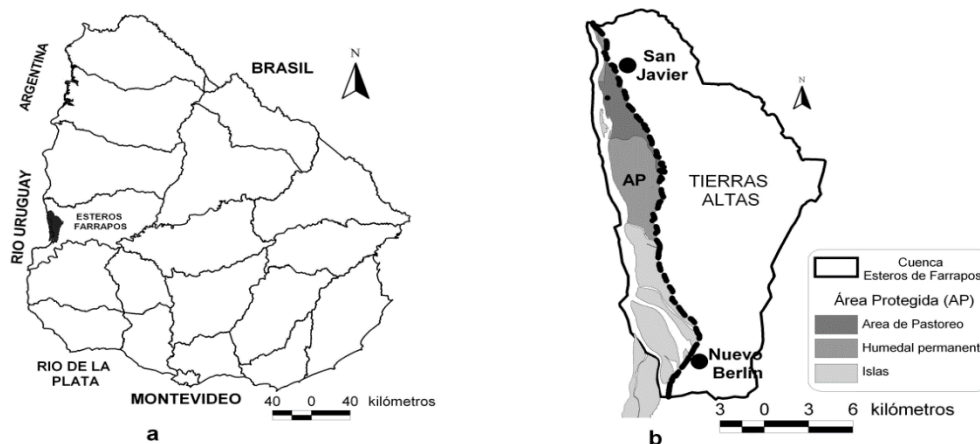 ARGENTINA
BRASIL
N
RIO URUGUAY
ESTEROS
FARRAPOS
RIO DE LA
PLATA
MONTEVIDEO
40 0 40 kilómetros
a
San
Javier
N
AP
TIERRAS
ALTAS
Nuevo
Berlín
Cuenca
Esteros de Farrapos
Área Protegida (AP)
Area de Pastoreo
Humedal permanent
Islas
3 0 3 6 kilómetros
b